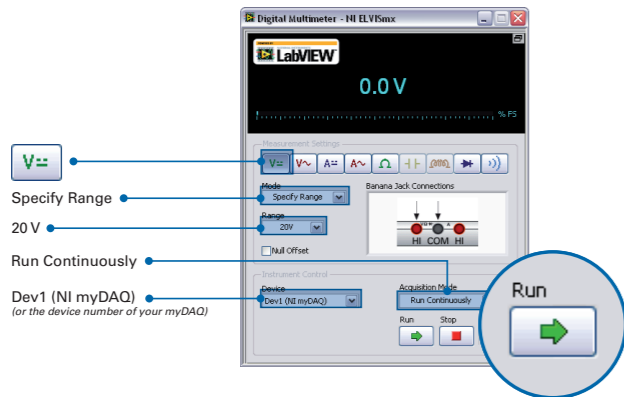 Digital Multimeter - NI ELVISmx
LabVIEW
0.0 V
% FS
Measurement Settings
V
Mode
Specify Range
Banana Jack Connections
Range
20V
HI COM HI
Null Offset
Instrument Control
Device
Dev1 (NI myDAQ)
Acquisition Mode
Run Continuously
Run
Stop
V
Specify Range
20 V
Run Continuously
Dev1 (NI myDAQ)
(or the device number of your myDAQ)
Run